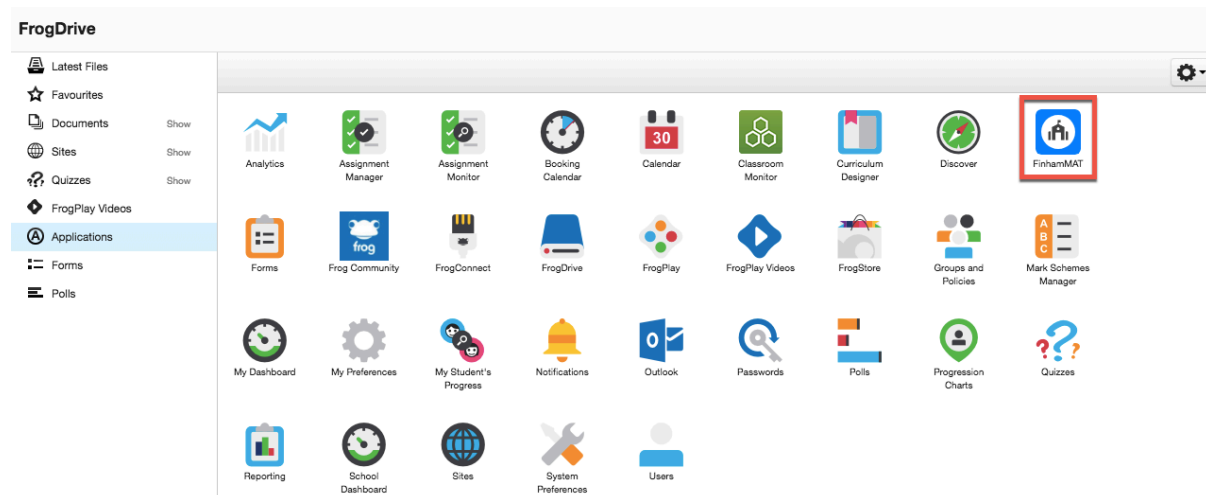 FrogDrive
Latest Files
Favourites
Documents Show
Sites Show
Quizzes Show
FrogPlay Videos
Applications
Forms
Polls
Analytics
Assignment
Manager
Assignment
Monitor
Booking
Calendar
30
Calendar
Classroom
Monitor
Curriculum
Designer
Discover
FinhamMAT
Forms
frog
Frog Community
FrogConnect
FrogDrive
FrogPlay
FrogPlay Videos
FrogStore
Groups and
Policies
A
B
C
Mark Schemes
Manager
My Dashboard
My Preferences
My Student's
Progress
Notifications
Outlook
Passwords
Polls
Progression
Charts
Quizzes
Reporting
School
Dashboard
Sites
System
Preferences
Users